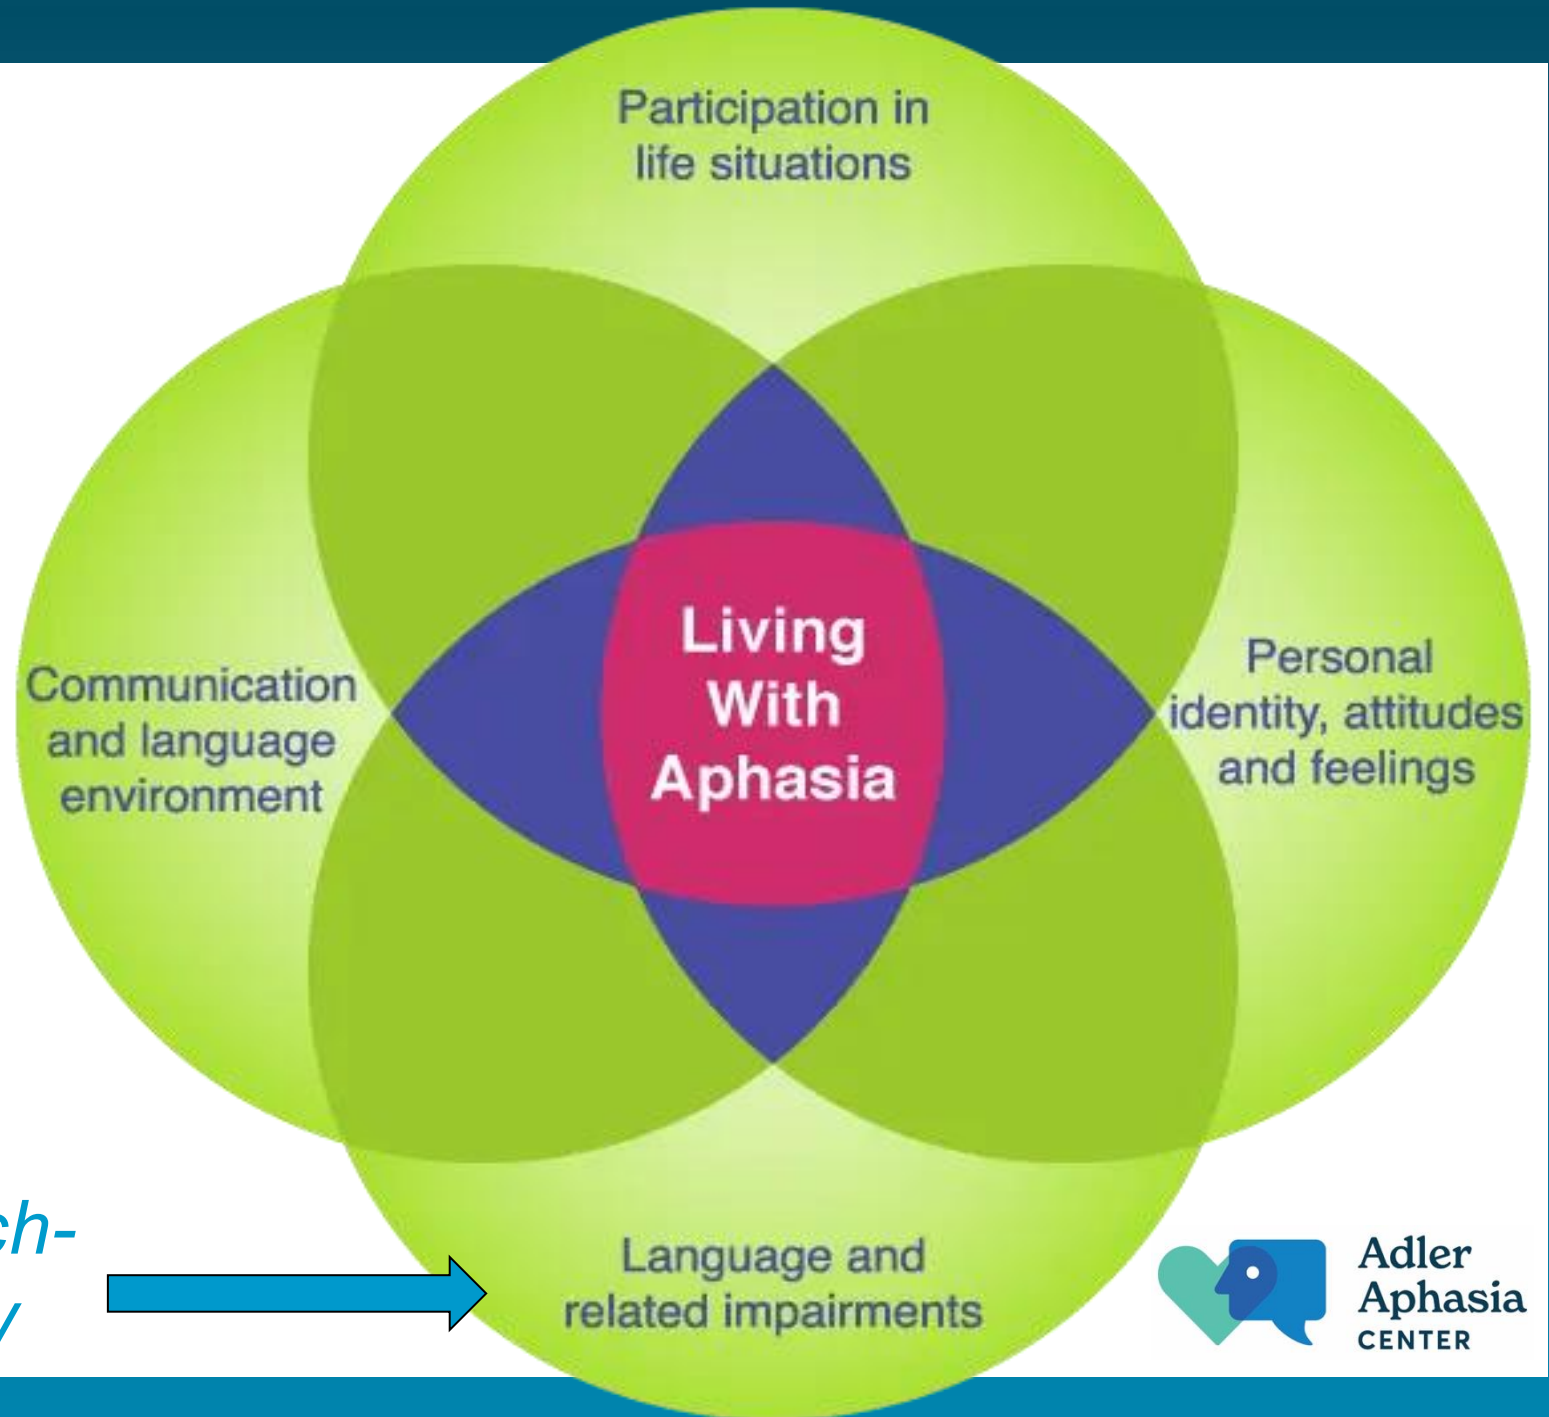 Participation in
life situations
Communication
and language
environment
Living
With
Aphasia
Personal
identity, attitudes
and feelings
Language and
related impairments
Adler
Aphasia
CENTER